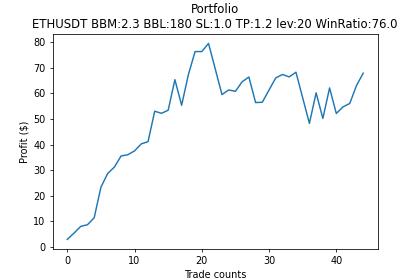 Portfolio
ETHUSDT BBM:2.3 BBL:180 SL:1.0 TP:1.2 lev:20 WinRatio:76.0
80
70
60
50
40
30
20
10
0
Profit ($)
0 10 20 30 40
Trade counts